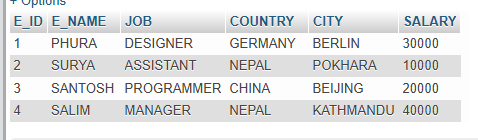 + Options
E_ID E_NAME JOB COUNTRY CITY SALARY
1 PHURA DESIGNER GERMANY BERLIN 30000
2 SURYA ASSISTANT NEPAL POKHARA 10000
3 SANTOSH PROGRAMMER CHINA BEIJING 20000
4 SALIM MANAGER NEPAL KATHMANDU 40000